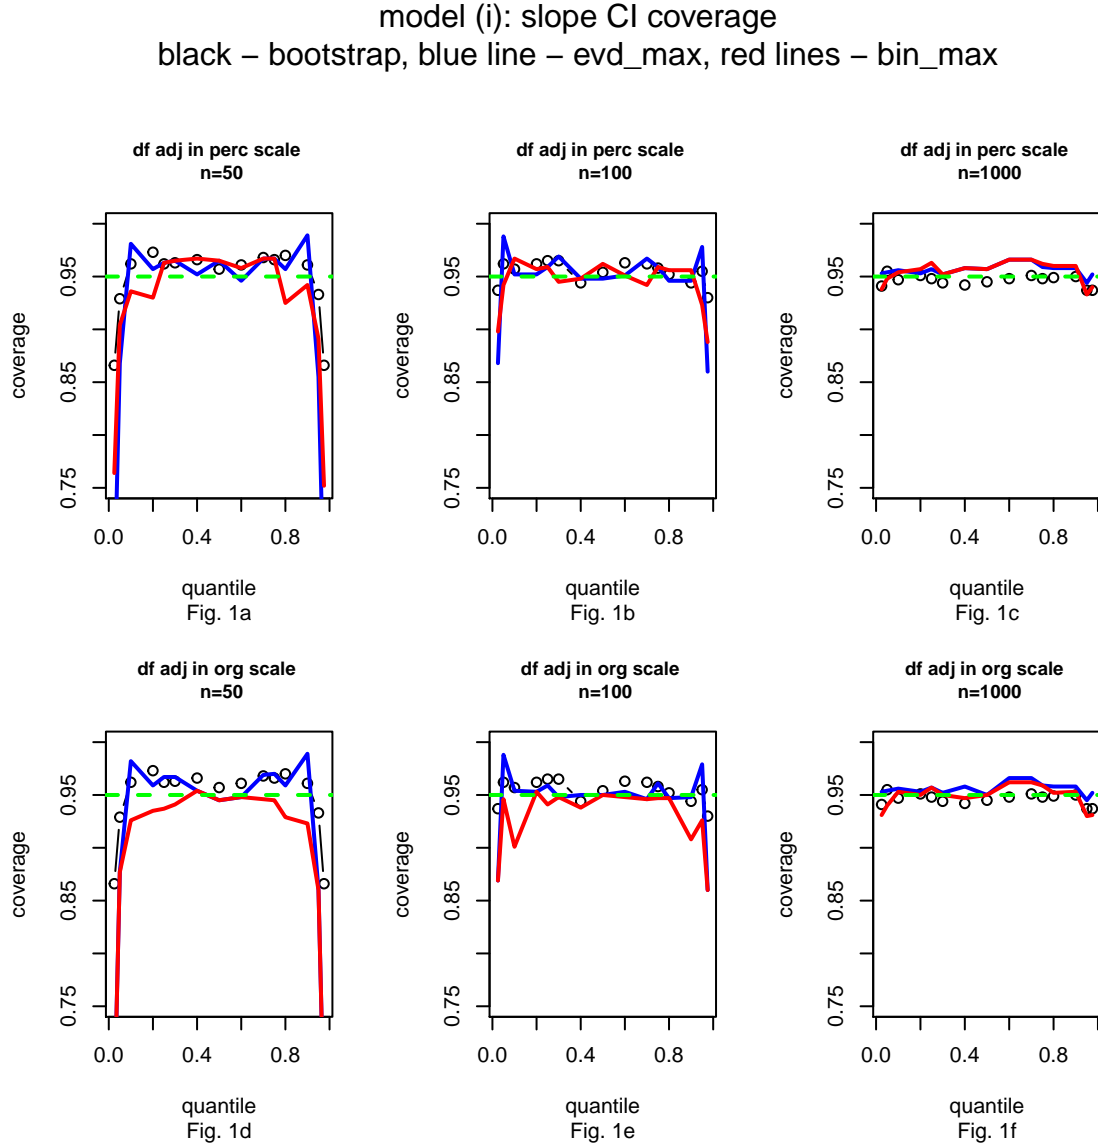 model (i): slope CI coverage
black − bootstrap, blue line − evd_max, red lines − bin_max
df adj in perc scale
n=50
coverage
0.75
0.85
0.95
0.0
0.4
0.8
quantile
Fig. 1a
df adj in perc scale
n=100
coverage
0.75
0.85
0.95
0.0
0.4
0.8
quantile
Fig. 1b
df adj in perc scale
n=1000
coverage
0.75
0.85
0.95
0.0
0.4
0.8
quantile
Fig. 1c
df adj in org scale
n=50
coverage
0.75
0.85
0.95
0.0
0.4
0.8
quantile
Fig. 1d
df adj in org scale
n=100
coverage
0.75
0.85
0.95
0.0
0.4
0.8
quantile
Fig. 1e
df adj in org scale
n=1000
coverage
0.75
0.85
0.95
0.0
0.4
0.8
quantile
Fig. 1f